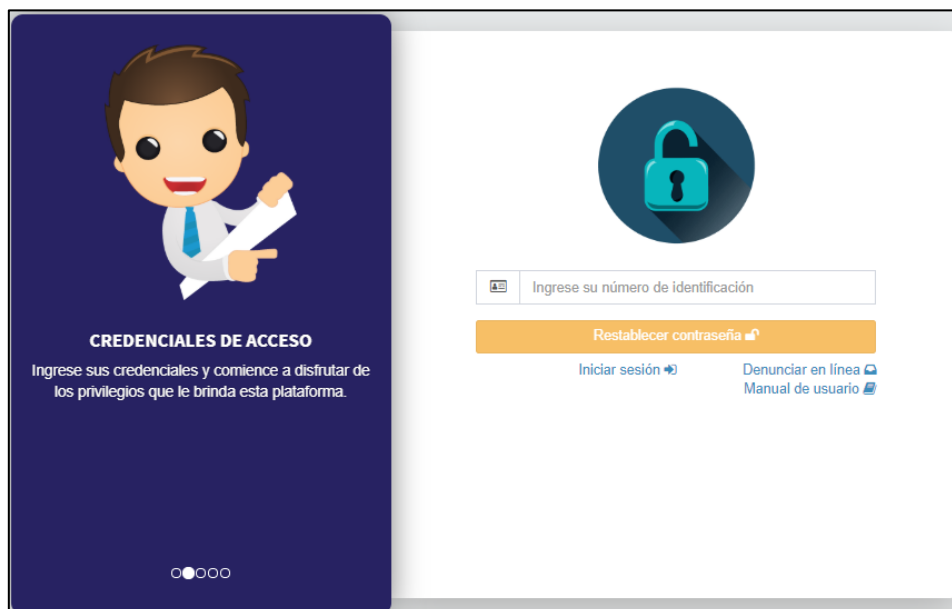 CREDENCIALES DE ACCESO
Ingrese sus credenciales y comience a disfrutar de
los privilegios que le brinda esta plataforma.
Ingrese su número de identificación
Restablecer contraseña
Iniciar sesión
Denunciar en línea
Manual de usuario